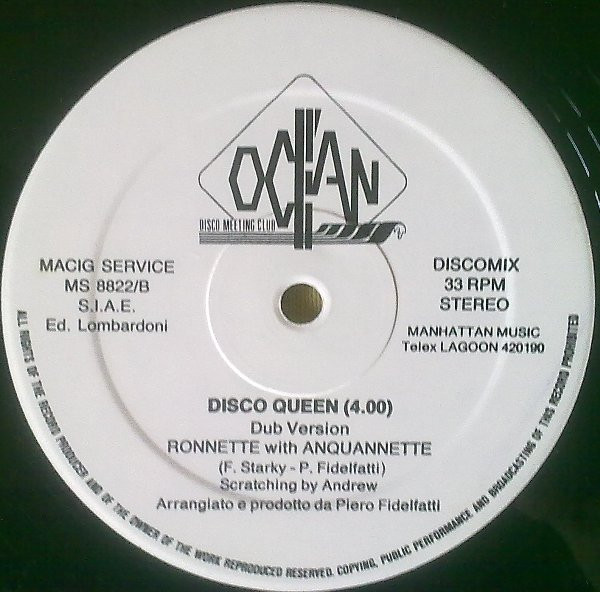 OCEAN
DISCO MEETING CLUB
MACIG SERVICE
MS 8822/B
S.I.A.E.
Ed. Lombardoni
DISCOMIX
33 RPM
STEREO
MANHATTAN MUSIC
Telex LAGOON 420190
DISCO QUEEN (4.00)
Dub Version
RONNETTE with ANQUANNETTE
(F. Starky - P. Fidelfatti)
Scratching by Andrew
Arrangiato e prodotto da Piero Fidelfatti
ALL RIGHTS OF THE RECORD PRODUCER AND OF THE OWNER OF THE WORK REPRODUCED RESERVED. COPYING, PUBLIC PERFORMANCE AND BROADCASTING OF THIS RECORD PROHIBITED